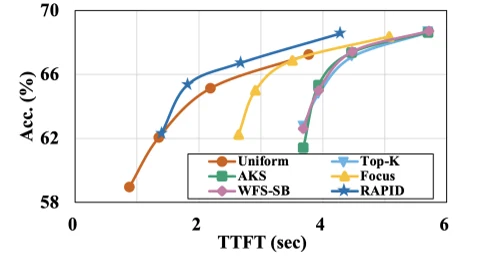 70
66
62
58
Acc. (%)
Uniform Top-K
AKS Focus
WFS-SB RAPID
0 2 4 6
TTFT (sec)